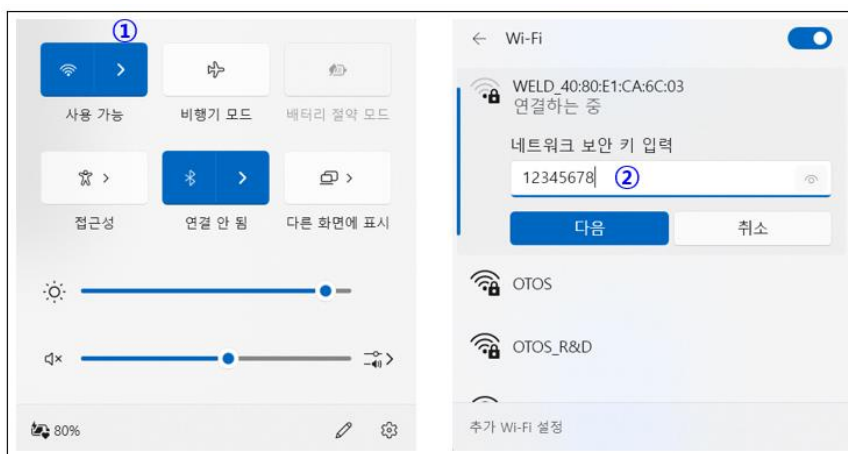 ①
사용 가능
비행기 모드
배터리 절약 모드
접근성
연결 안 됨
다른 화면에 표시
80%
Wi-Fi
WELD_40:80:E1:CA:6C:03
연결하는 중
네트워크 보안 키 입력
12345678 ②
다음
취소
OTOS
OTOS_R&D
추가 Wi-Fi 설정